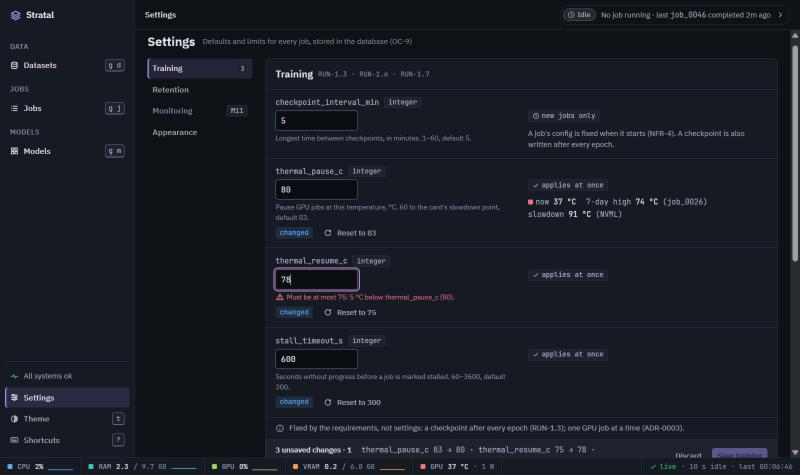 Stratal
Settings
Idle No job running · last job_0046 completed 2m ago
DATA
Datasets g d
JOBS
Jobs g j
MODELS
Models g m
All systems ok
Settings
Theme t
Shortcuts ?
Settings Defaults and limits for every job, stored in the database (OC-9)
Training 3
Retention
Monitoring M11
Appearance
Training RUN-1.3 · RUN-1.6 · RUN-1.7
checkpoint_interval_min integer
5
Longest time between checkpoints, in minutes. 1–60, default 5.
new jobs only
A job's config is fixed when it starts (NFR-4). A checkpoint is also
written after every epoch.
thermal_pause_c integer
80
Pause GPU jobs at this temperature, °C. 60 to the card's slowdown point,
default 83.
changed Reset to 83
applies at once
now 37 °C 7-day high 74 °C (job_0026)
slowdown 91 °C (NVML)
thermal_resume_c integer
78
Must be at most 75: 5 °C below thermal_pause_c (80).
changed Reset to 75
applies at once
stall_timeout_s integer
600
Seconds without progress before a job is marked stalled. 60–3600, default
300.
changed Reset to 300
applies at once
Fixed by the requirements, not settings: a checkpoint after every epoch (RUN-1.3); one GPU job at a time (ADR-0003).
3 unsaved changes · 1 thermal_pause_c 83 → 80 · thermal_resume_c 75 → 78 ·
Discard Save training
CPU 2% RAM 2.3 / 9.7 GB GPU 0% VRAM 0.2 / 6.0 GB GPU 37 °C · 1 W live · 10 s idle · last 00:06:46